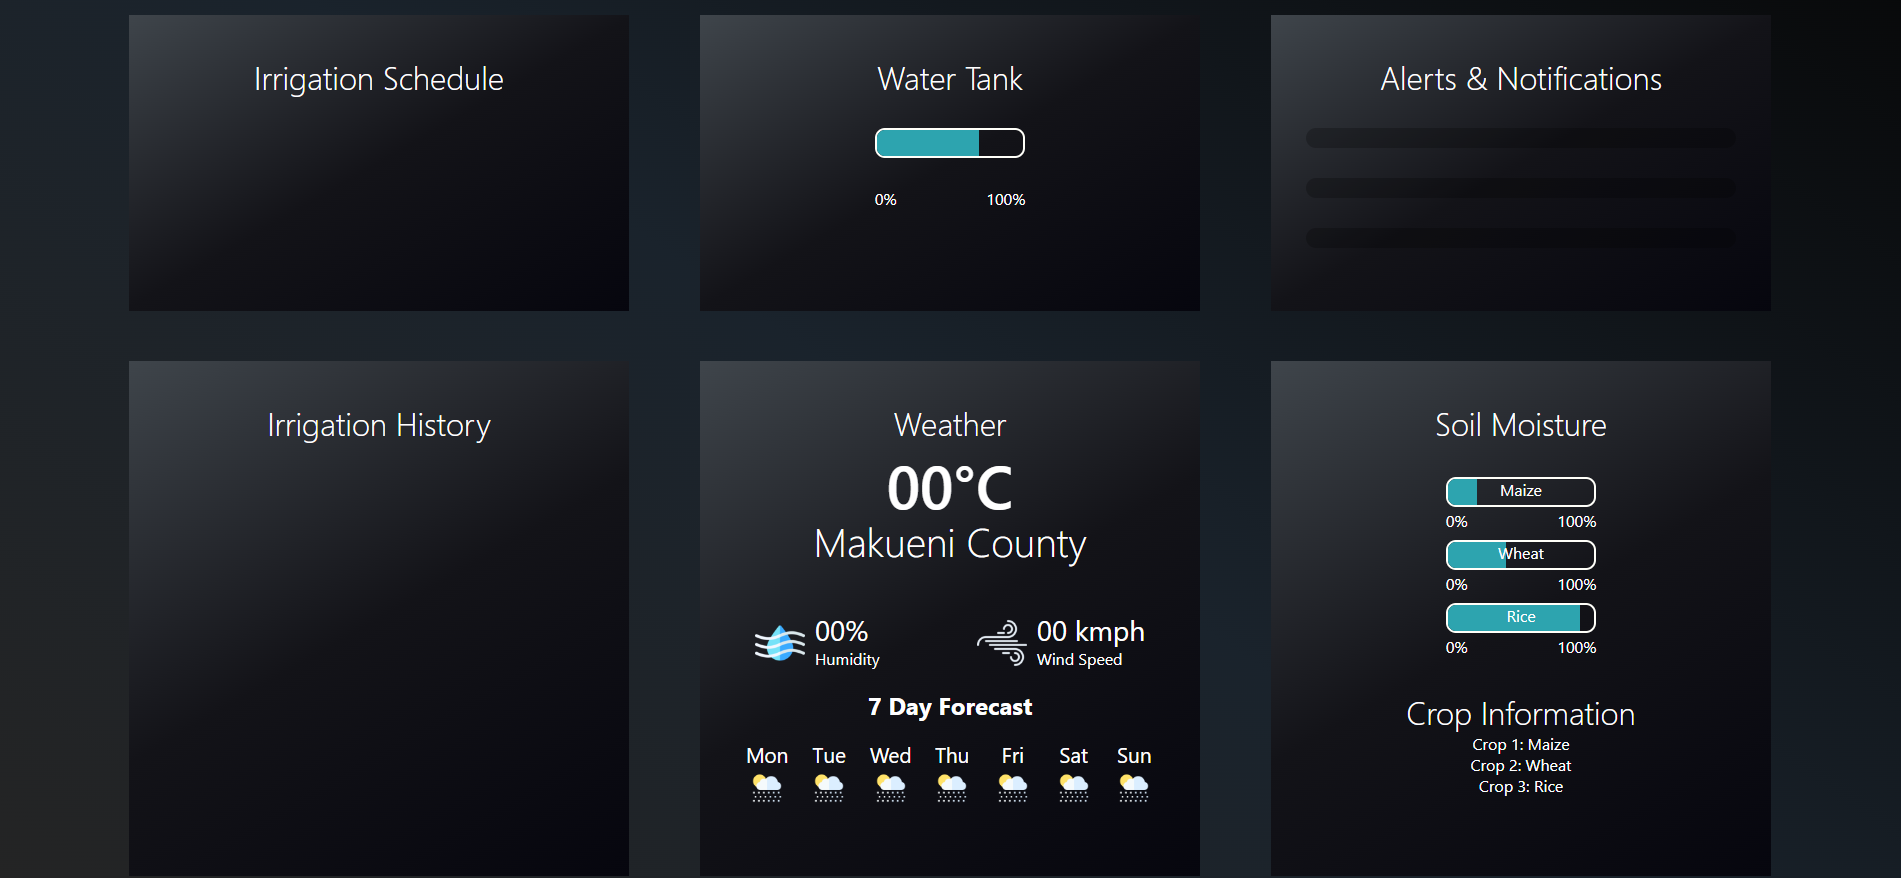 Irrigation Schedule
Water Tank
0% 100%
Alerts & Notifications
Irrigation History
Weather
00°C
Makueni County
00%
Humidity
00 kmph
Wind Speed
7 Day Forecast
Mon Tue Wed Thu Fri Sat Sun
Soil Moisture
Maize
0% 100%
Wheat
0% 100%
Rice
0% 100%
Crop Information
Crop 1: Maize
Crop 2: Wheat
Crop 3: Rice